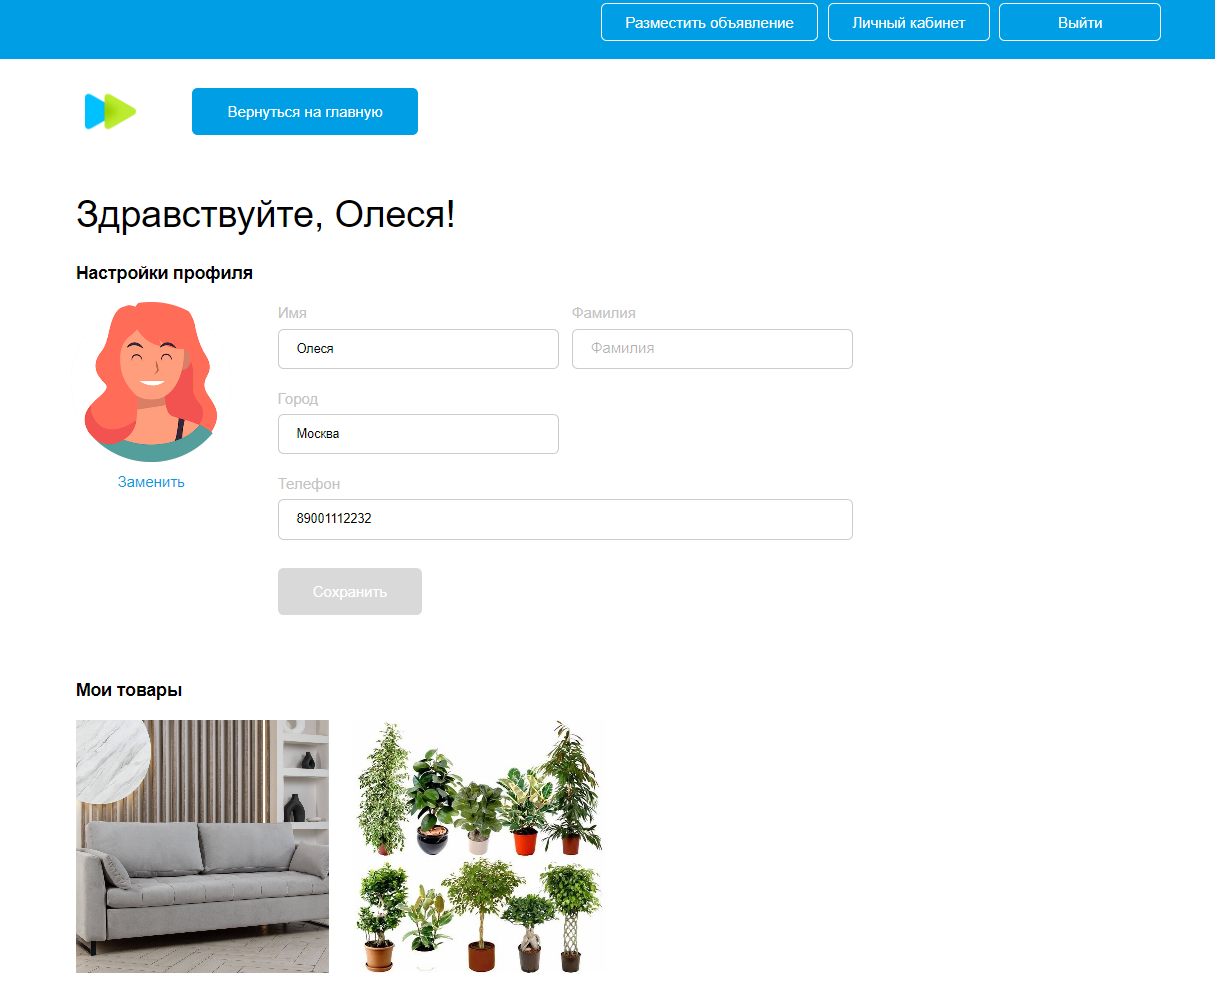 Разместить объявление
Личный кабинет
Выйти
Вернуться на главную
Здравствуйте, Олеся!
Настройки профиля
Имя
Фамилия
Олеся
Фамилия
Город
Москва
Заменить
Телефон
89001112232
Сохранить
Мои товары